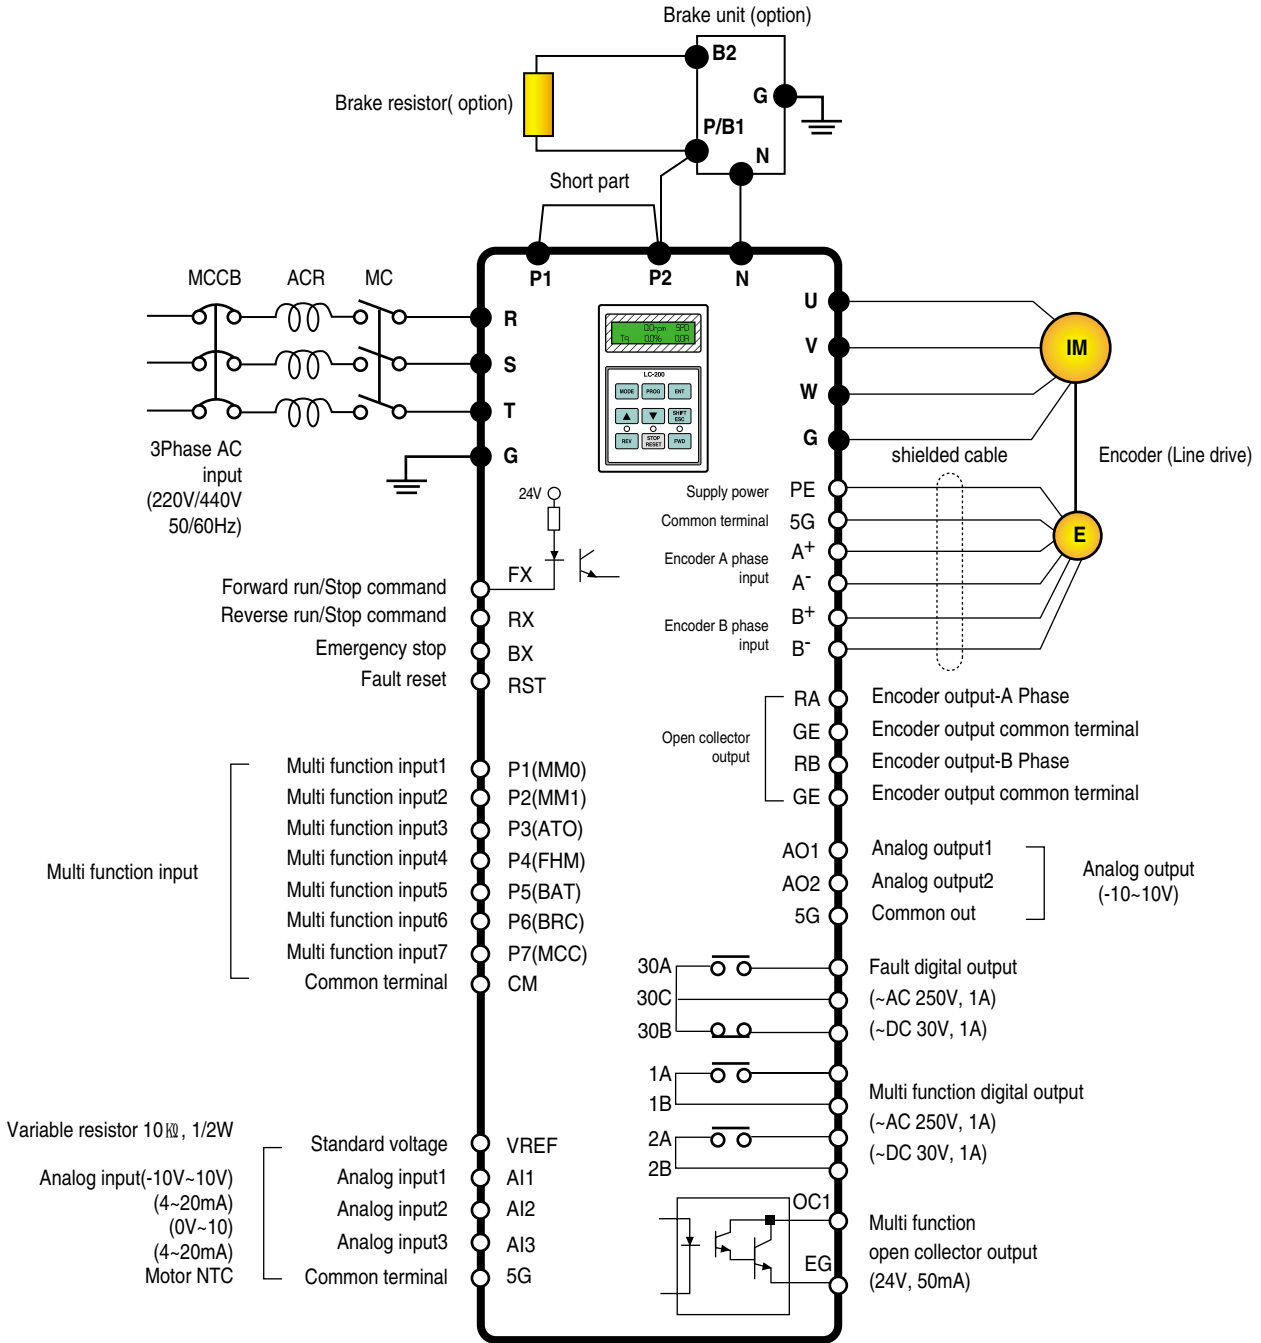 Brake unit (option)
B2
G
Brake resistor( option)
P/B1
N
Short part
P1
P2
N
MCCB
ACR
MC
R
S
T
G
3Phase AC
input
(220V/440V
50/60Hz)
0.0rpm SPD
Tq 0.0% 0.0A
LC-200
MODE
PROG
ENT
SHIFT
ESC
REV
STOP
RESET
FWD
U
V
W
G
IM
shielded cable
Encoder (Line drive)
E
24V
Supply power
PE
Common terminal
5G
Encoder A phase
input
A+
A-
Encoder B phase
input
B+
B-
Forward run/Stop command
FX
Reverse run/Stop command
RX
Emergency stop
BX
Fault reset
RST
Open collector
output
RA
Encoder output-A Phase
GE
Encoder output common terminal
RB
Encoder output-B Phase
GE
Encoder output common terminal
Multi function input
Multi function input1
P1(MM0)
Multi function input2
P2(MM1)
Multi function input3
P3(ATO)
Multi function input4
P4(FHM)
Multi function input5
P5(BAT)
Multi function input6
P6(BRC)
Multi function input7
P7(MCC)
Common terminal
CM
AO1
Analog output1
AO2
Analog output2
5G
Common out
Analog output
(-10~10V)
30A
30C
30B
Fault digital output
(~AC 250V, 1A)
(~DC 30V, 1A)
1A
1B
2A
2B
Multi function digital output
(~AC 250V, 1A)
(~DC 30V, 1A)
Variable resistor 10㏀, 1/2W
Analog input(-10V~10V)
(4~20mA)
(0V~10)
(4~20mA)
Motor NTC
Standard voltage
VREF
Analog input1
AI1
Analog input2
AI2
Analog input3
AI3
Common terminal
5G
OC1
EG
Multi function
open collector output
(24V, 50mA)